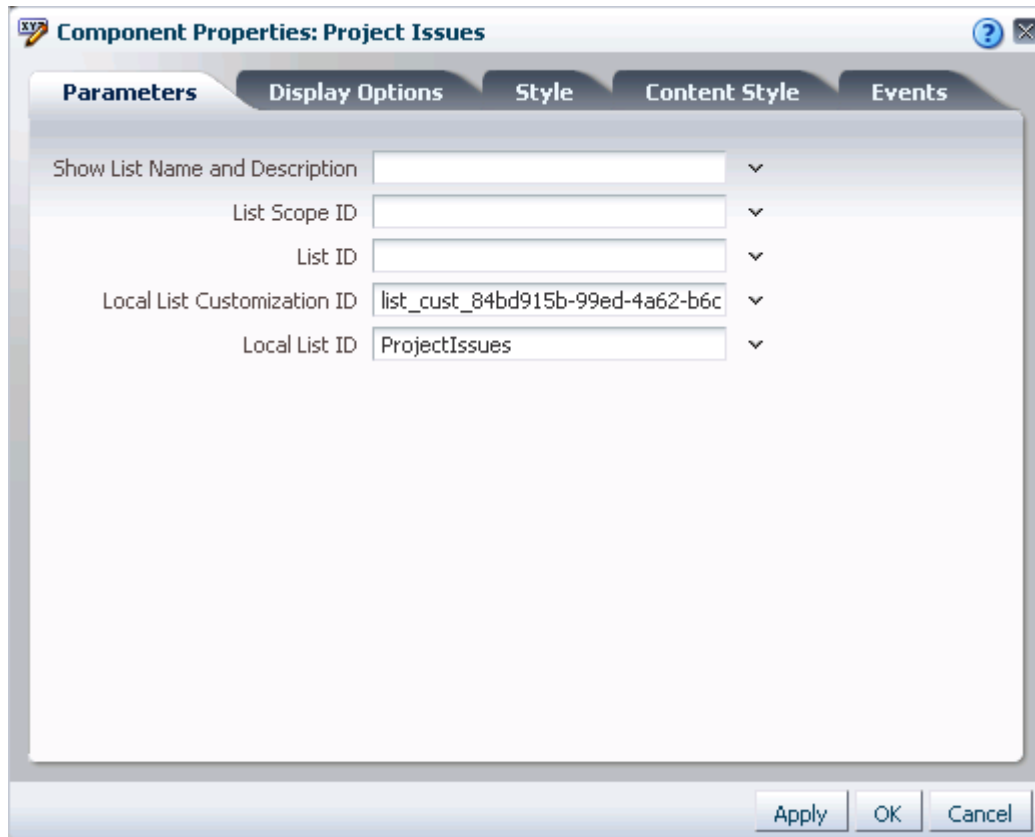 Component Properties: Project Issues
Parameters Display Options Style Content Style Events
Show List Name and Description
List Scope ID
List ID
Local List Customization ID list_cust_84bd915b-99ed-4a62-b6c
Local List ID ProjectIssues
Apply OK Cancel